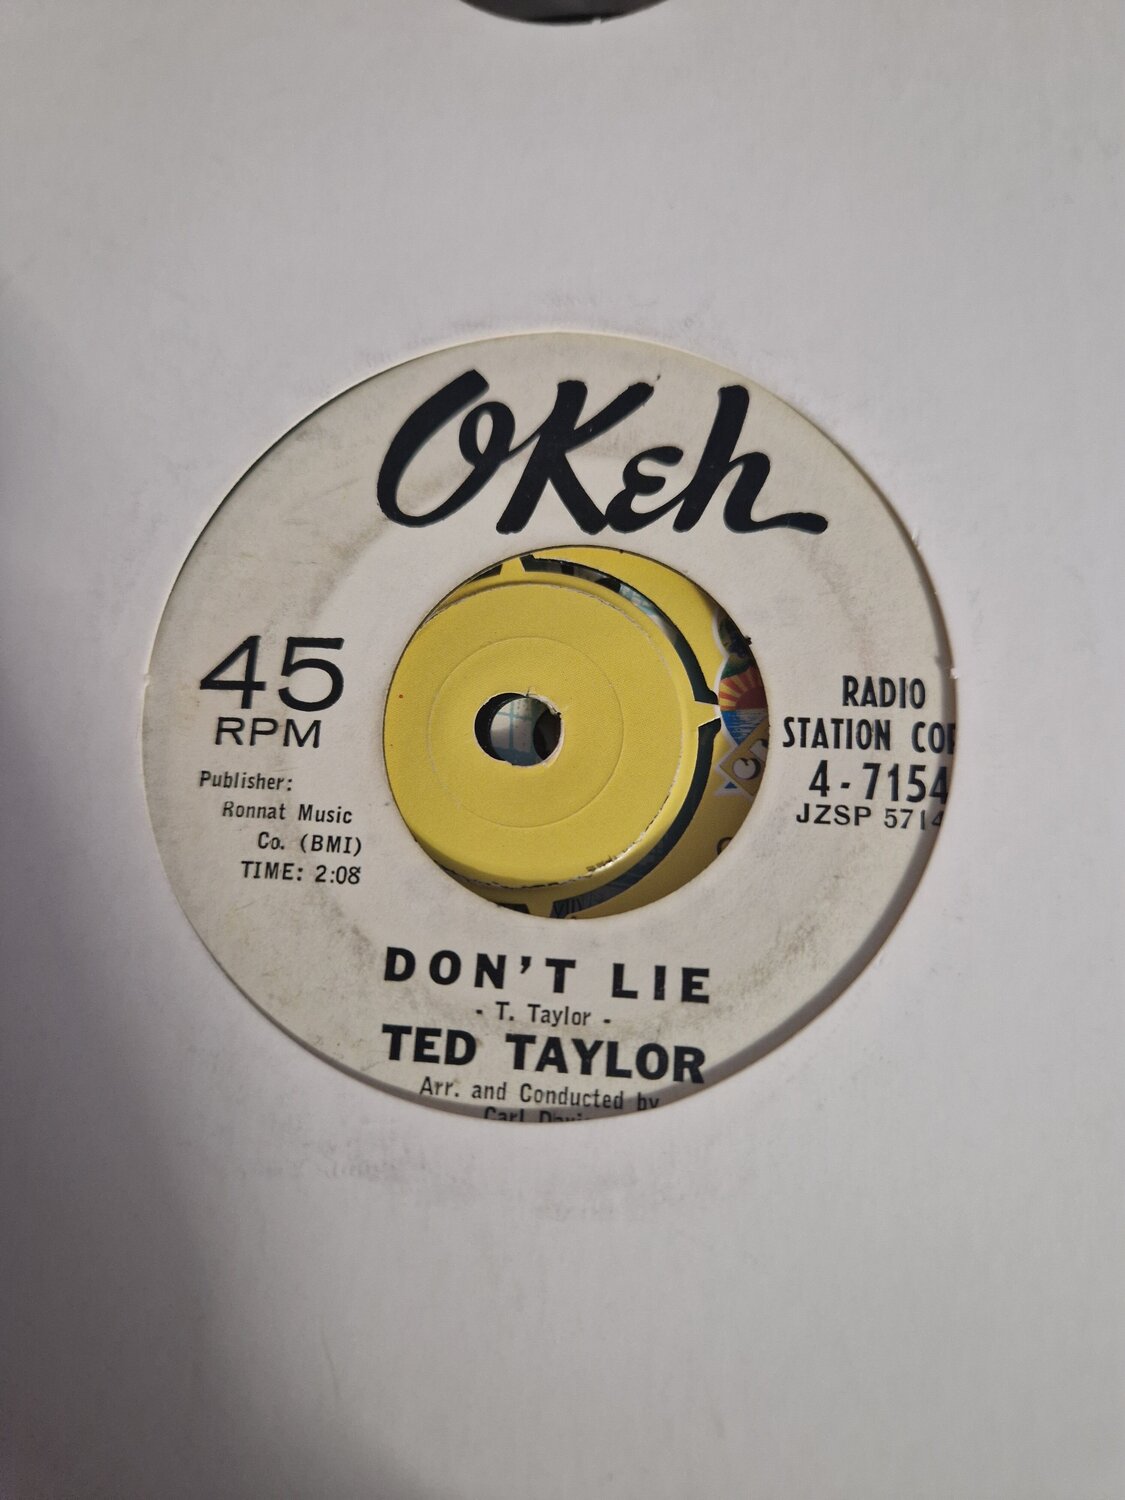 OKeh
45
RPM
Publisher:
Ronnat Music
Co. (BMI)
TIME: 2:08
RADIO
STATION
4-7154
JZSP 5714
DON'T LIE
- T. Taylor -
TED TAYLOR
Arr. and Conducted by
Carl